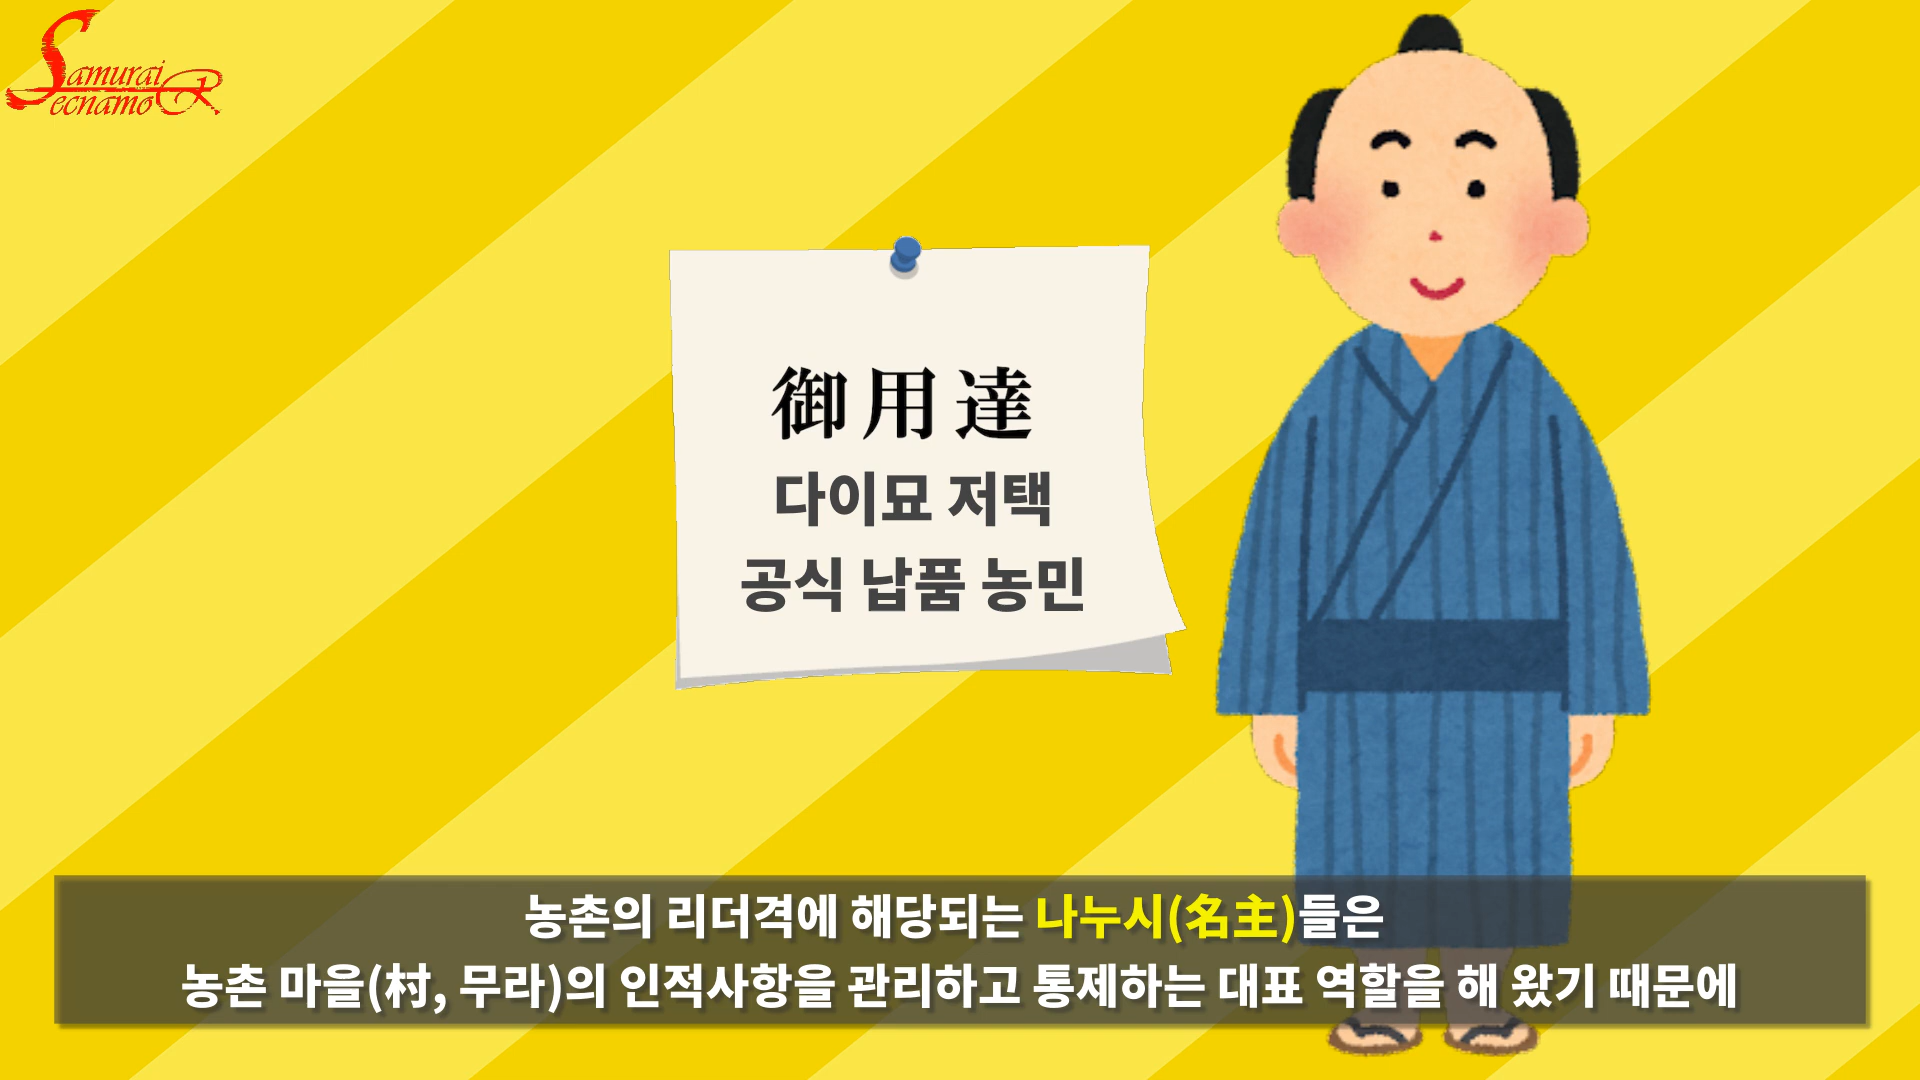 Samurai
Recnamo
御用達
다이묘 저택
공식 납품 농민
농촌의 리더격에 해당되는 나누시(名主)들은
농촌 마을(村, 무라)의 인적사항을 관리하고 통제하는 대표 역할을 해 왔기 때문에